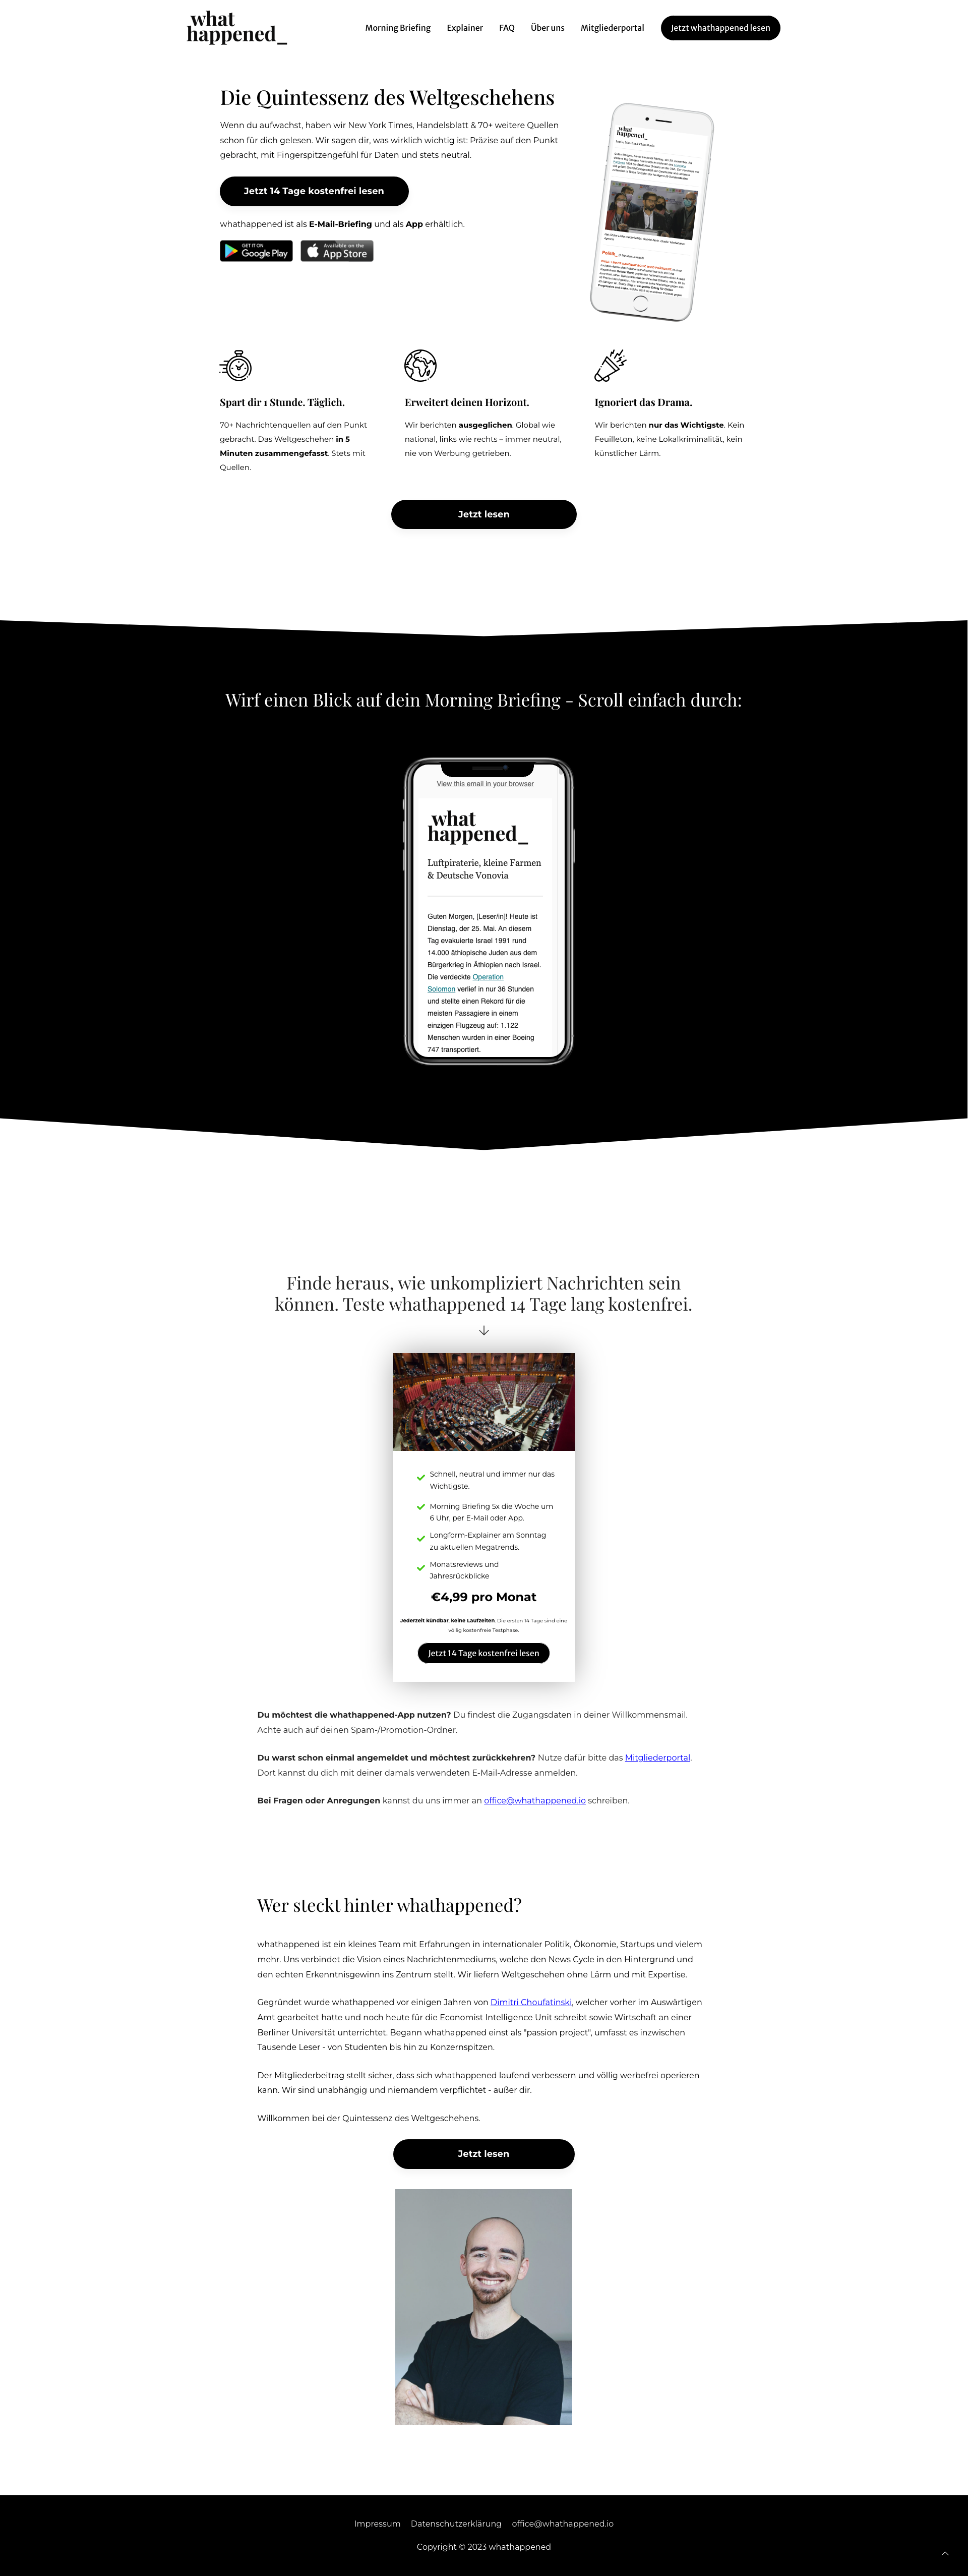 what
happened_
Morning Briefing Explainer FAQ Über uns Mitgliederportal Jetzt whathappened lesen
Die Quintessenz des Weltgeschehens
Wenn du aufwachst, haben wir New York Times, Handelsblatt & 70+ weitere Quellen
schon für dich gelesen. Wir sagen dir, was wirklich wichtig ist: Präzise auf den Punkt
gebracht, mit Fingerspitzengefühl für Daten und stets neutral.
Jetzt 14 Tage kostenfrei lesen
whathappened ist als E-Mail-Briefing und als App erhältlich.
GET IT ON
Google Play
Available on the
App Store
what
happened_
Politik_
Spart dir 1 Stunde. Täglich.
70+ Nachrichtenquellen auf den Punkt
gebracht. Das Weltgeschehen in 5
Minuten zusammengefasst. Stets mit
Quellen.
Erweitert deinen Horizont.
Wir berichten ausgeglichen. Global wie
national, links wie rechts – immer neutral,
nie von Werbung getrieben.
Ignoriert das Drama.
Wir berichten nur das Wichtigste. Kein
Feuilleton, keine Lokalkriminalität, kein
künstlicher Lärm.
Jetzt lesen
Wirf einen Blick auf dein Morning Briefing - Scroll einfach durch:
View this email in your browser
what
happened_
Luftpiraterie, kleine Farmen
& Deutsche Vonovia
Guten Morgen, [Leser/in]! Heute ist
Dienstag, der 25. Mai. An diesem
Tag evakuierte Israel 1991 rund
14.000 äthiopische Juden aus dem
Bürgerkrieg in Äthiopien nach Israel.
Die verdeckte Operation
Solomon verlief in nur 36 Stunden
und stellte einen Rekord für die
meisten Passagiere in einem
einzigen Flugzeug auf: 1.122
Menschen wurden in einer Boeing
747 transportiert.
Finde heraus, wie unkompliziert Nachrichten sein
können. Teste whathappened 14 Tage lang kostenfrei.
Schnell, neutral und immer nur das
Wichtigste.
Morning Briefing 5x die Woche um
6 Uhr, per E-Mail oder App.
Longform-Explainer am Sonntag
zu aktuellen Megatrends.
Monatsreviews und
Jahresrückblicke
€4,99 pro Monat
Jederzeit kündbar, keine Laufzeiten. Die ersten 14 Tage sind eine
völlig kostenfreie Testphase.
Jetzt 14 Tage kostenfrei lesen
Du möchtest die whathappened-App nutzen? Du findest die Zugangsdaten in deiner Willkommensmail.
Achte auch auf deinen Spam-/Promotion-Ordner.
Du warst schon einmal angemeldet und möchtest zurückkehren? Nutze dafür bitte das Mitgliederportal.
Dort kannst du dich mit deiner damals verwendeten E-Mail-Adresse anmelden.
Bei Fragen oder Anregungen kannst du uns immer an office@whathappened.io schreiben.
Wer steckt hinter whathappened?
whathappened ist ein kleines Team mit Erfahrungen in internationaler Politik, Ökonomie, Startups und vielem
mehr. Uns verbindet die Vision eines Nachrichtenmediums, welche den News Cycle in den Hintergrund und
den echten Erkenntnisgewinn ins Zentrum stellt. Wir liefern Weltgeschehen ohne Lärm und mit Expertise.
Gegründet wurde whathappened vor einigen Jahren von Dimitri Choufatinski, welcher vorher im Auswärtigen
Amt gearbeitet hatte und noch heute für die Economist Intelligence Unit schreibt sowie Wirtschaft an einer
Berliner Universität unterrichtet. Begann whathappened einst als "passion project", umfasst es inzwischen
Tausende Leser - von Studenten bis hin zu Konzernspitzen.
Der Mitgliederbeitrag stellt sicher, dass sich whathappened laufend verbessern und völlig werbefrei operieren
kann. Wir sind unabhängig und niemandem verpflichtet - außer dir.
Willkommen bei der Quintessenz des Weltgeschehens.
Jetzt lesen
Impressum Datenschutzerklärung office@whathappened.io
Copyright © 2023 whathappened